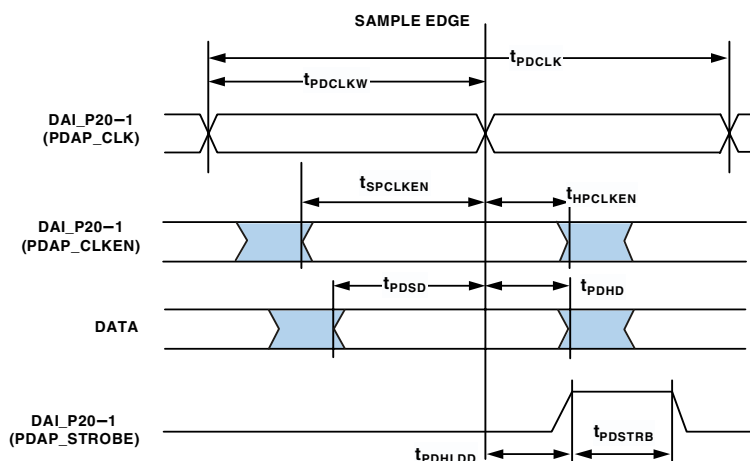 SAMPLE EDGE
tPDCLK
tPDCLKW
DAI_P20–1
(PDAP_CLK)
tSPCLKEN
tHPCLKEN
DAI_P20–1
(PDAP_CLKEN)
tPDSD
tPDHD
DATA
DAI_P20–1
(PDAP_STROBE)
tPDSTRB
tPDHLDD